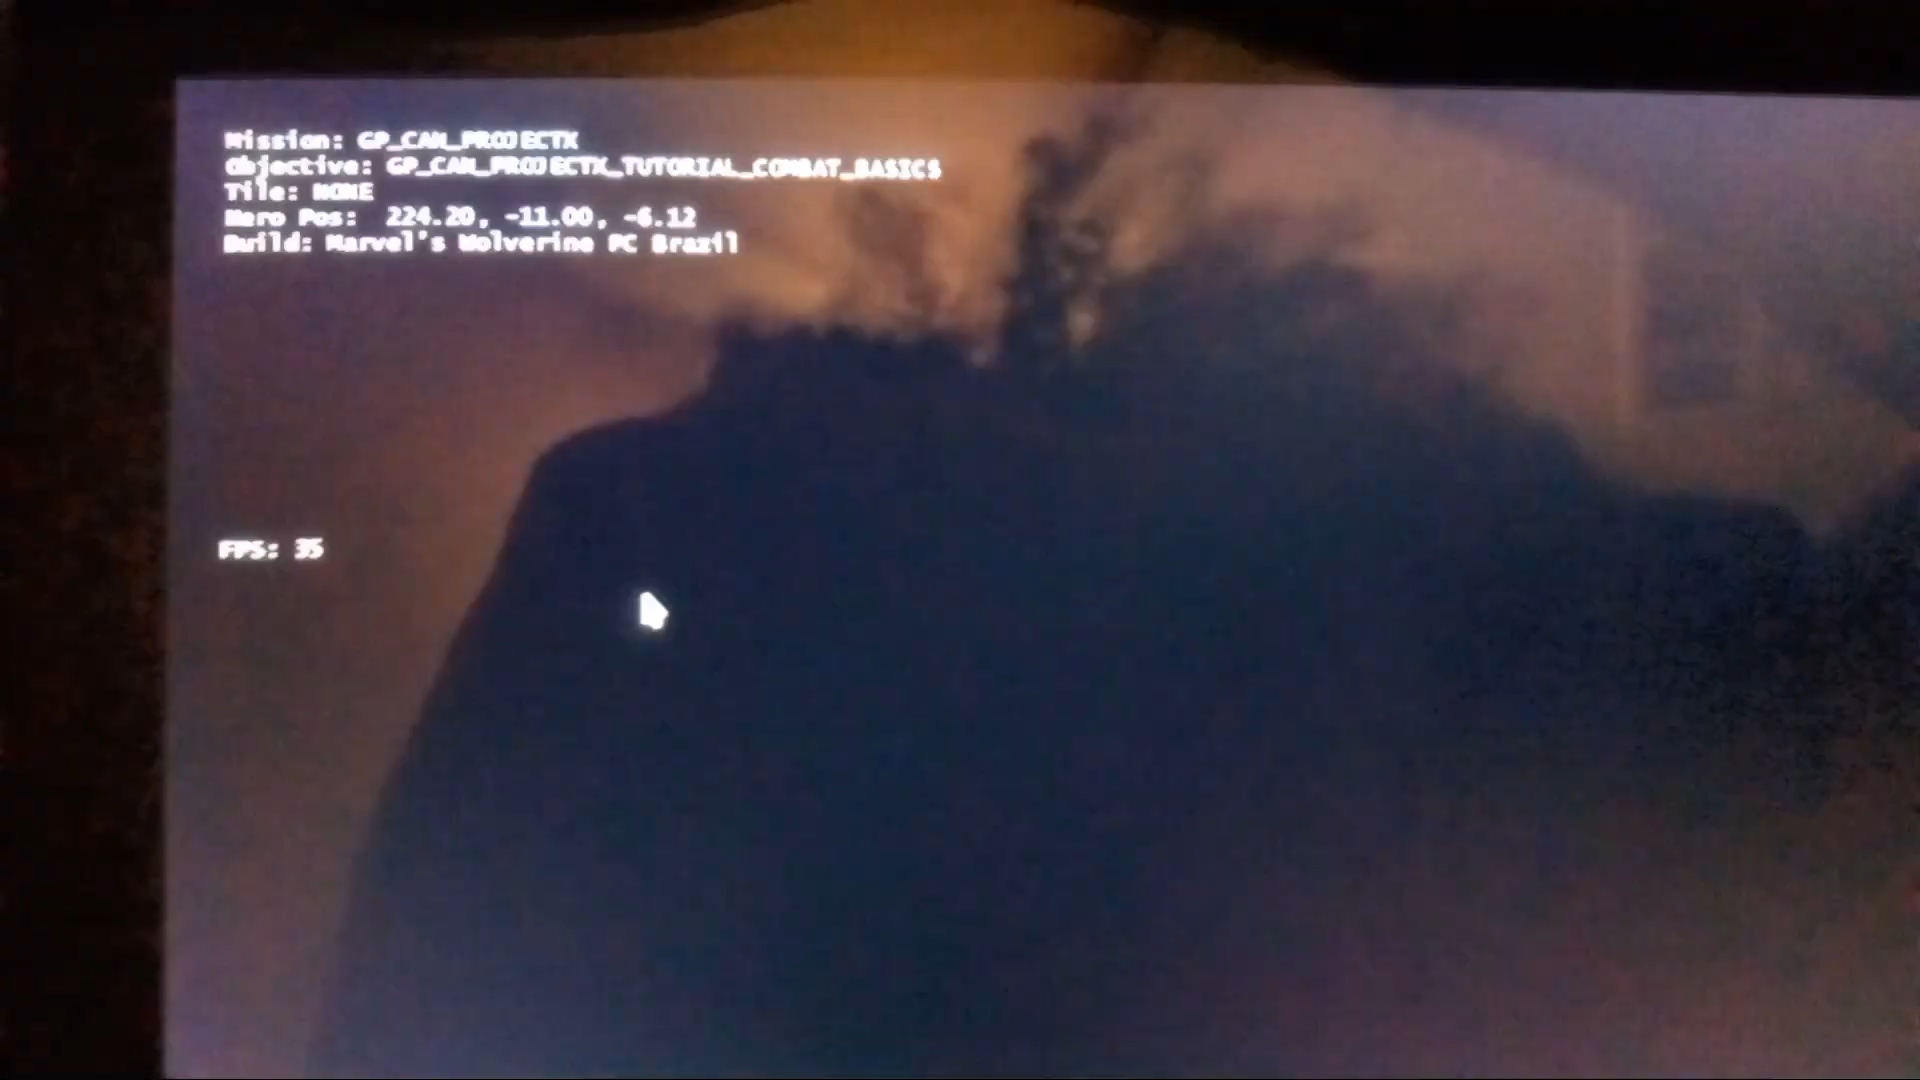 Mission: GP_CAN_PROJECTX
Objective: GP_CAN_PROJECTX_TUTORIAL_COMBAT_BASICS
Tile: NONE
Hero Pos:  224.20, -11.00, -6.12
Build: Marvel's Wolverine PC Brazil
FPS: 35